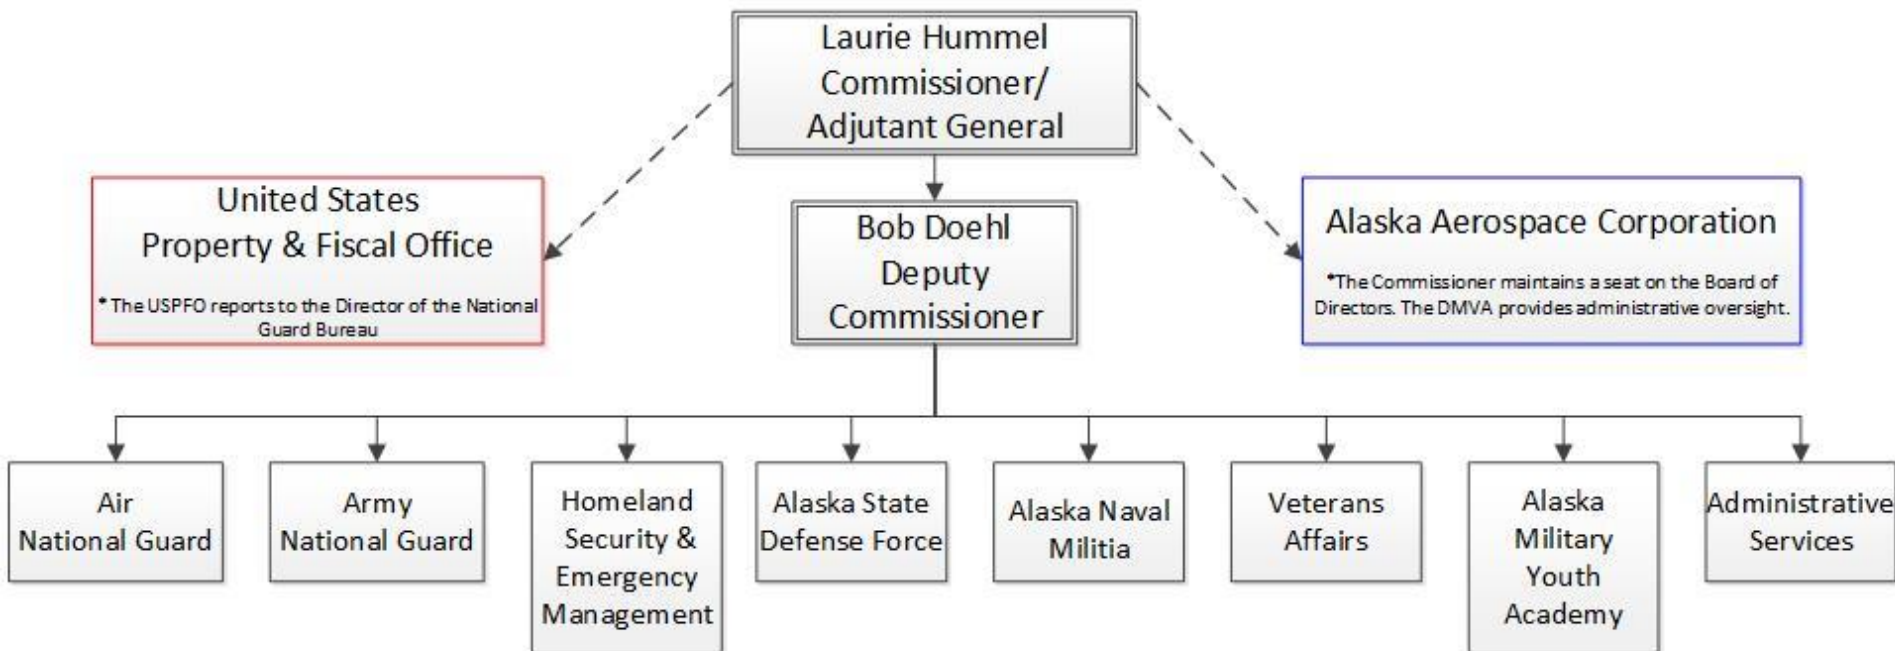 Laurie Hummel
Commissioner/
Adjutant General
United States
Property & Fiscal Office
* The USPFO reports to the Director of the National
Guard Bureau
Bob Doehl
Deputy
Commissioner
Alaska Aerospace Corporation
*The Commissioner maintains a seat on the Board of
Directors. The DMVA provides administrative oversight.
Air
National Guard
Army
National Guard
Homeland
Security &
Emergency
Management
Alaska State
Defense Force
Alaska Naval
Militia
Veterans
Affairs
Alaska
Military
Youth
Academy
Administrative
Services